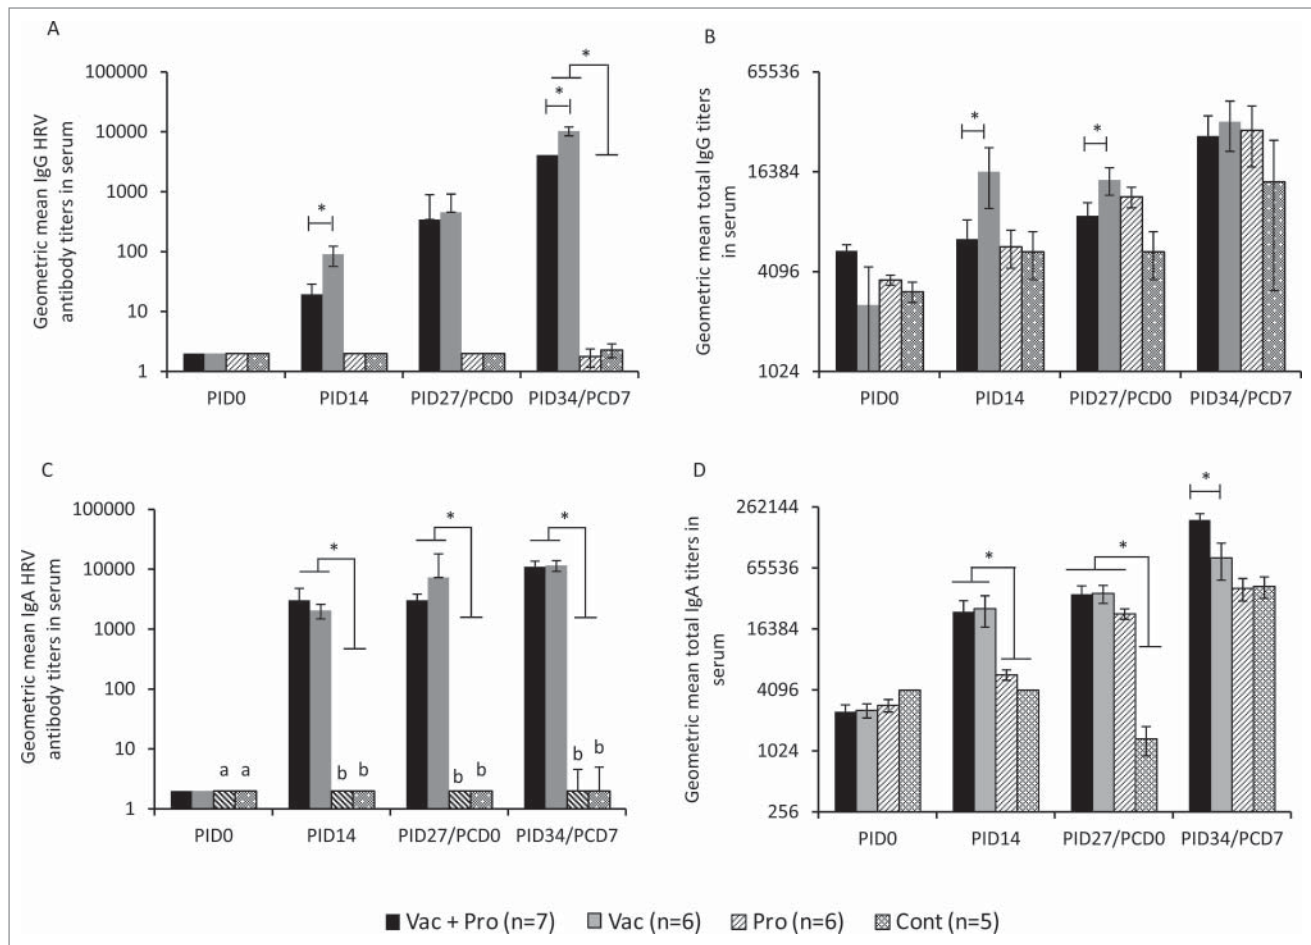 A
Geometric mean IgG HRV
antibody titers in serum
100000
10000
1000
100
10
1
*
*
*
PID0 PID14 PID27/PCD0 PID34/PCD7
B
Geometric mean total IgG titers
in serum
65536
16384
4096
1024
*
*
PID0 PID14 PID27/PCD0 PID34/PCD7
C
Geometric mean IgA HRV
antibody titers in serum
100000
10000
1000
100
10
1
*
*
*
a a b b b b b b
PID0 PID14 PID27/PCD0 PID34/PCD7
D
Geometric mean total IgA titers in
serum
262144
65536
16384
4096
1024
256
*
*
*
PID0 PID14 PID27/PCD0 PID34/PCD7
Vac + Pro (n=7) Vac (n=6) Pro (n=6) Cont (n=5)